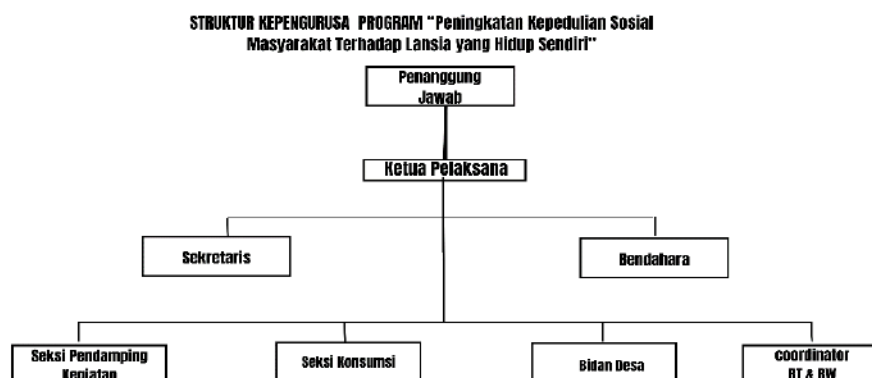 STRUKTUR KEPENGURUSA PROGRAM "Peningkatan Kepedulian Sosial
Masyarakat Terhadap Lansia yang Hidup Sendiri"
Penanggung
Jawab
Ketua Pelaksana
Sekretaris
Bendahara
Seksi Pendamping
Kegiatan
Seksi Konsumsi
Bidan Desa
coordinator
RT & RW